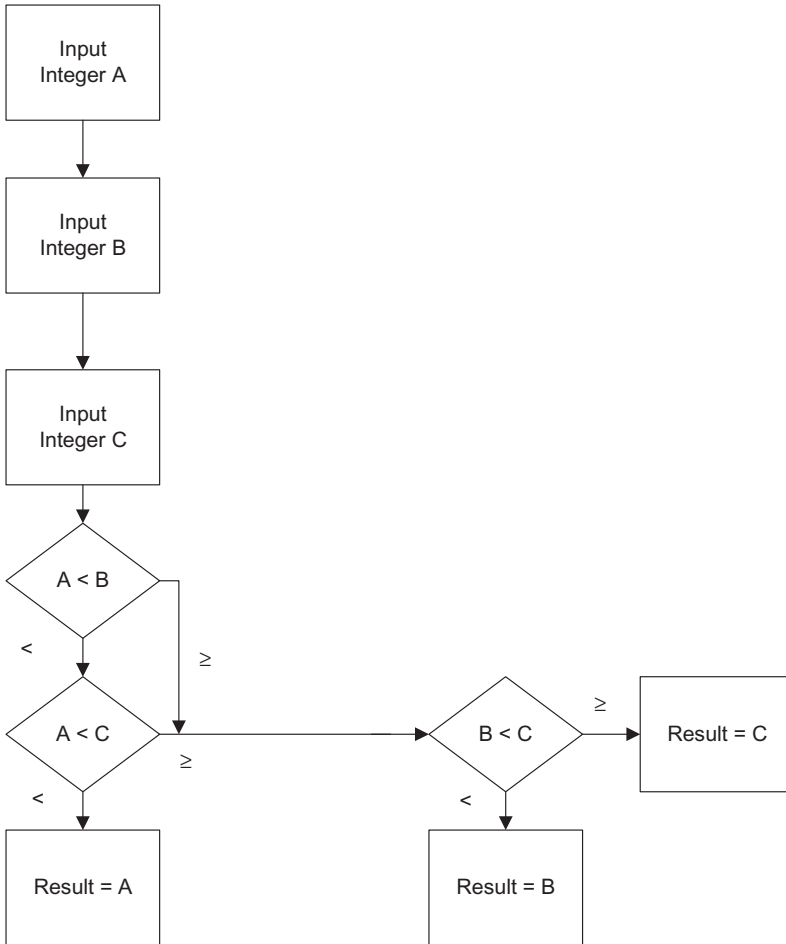 Input
Integer A
Input
Integer B
Input
Integer C
A < B
<
≥
A < C
≥
B < C
≥
Result = C
<
<
Result = A
Result = B